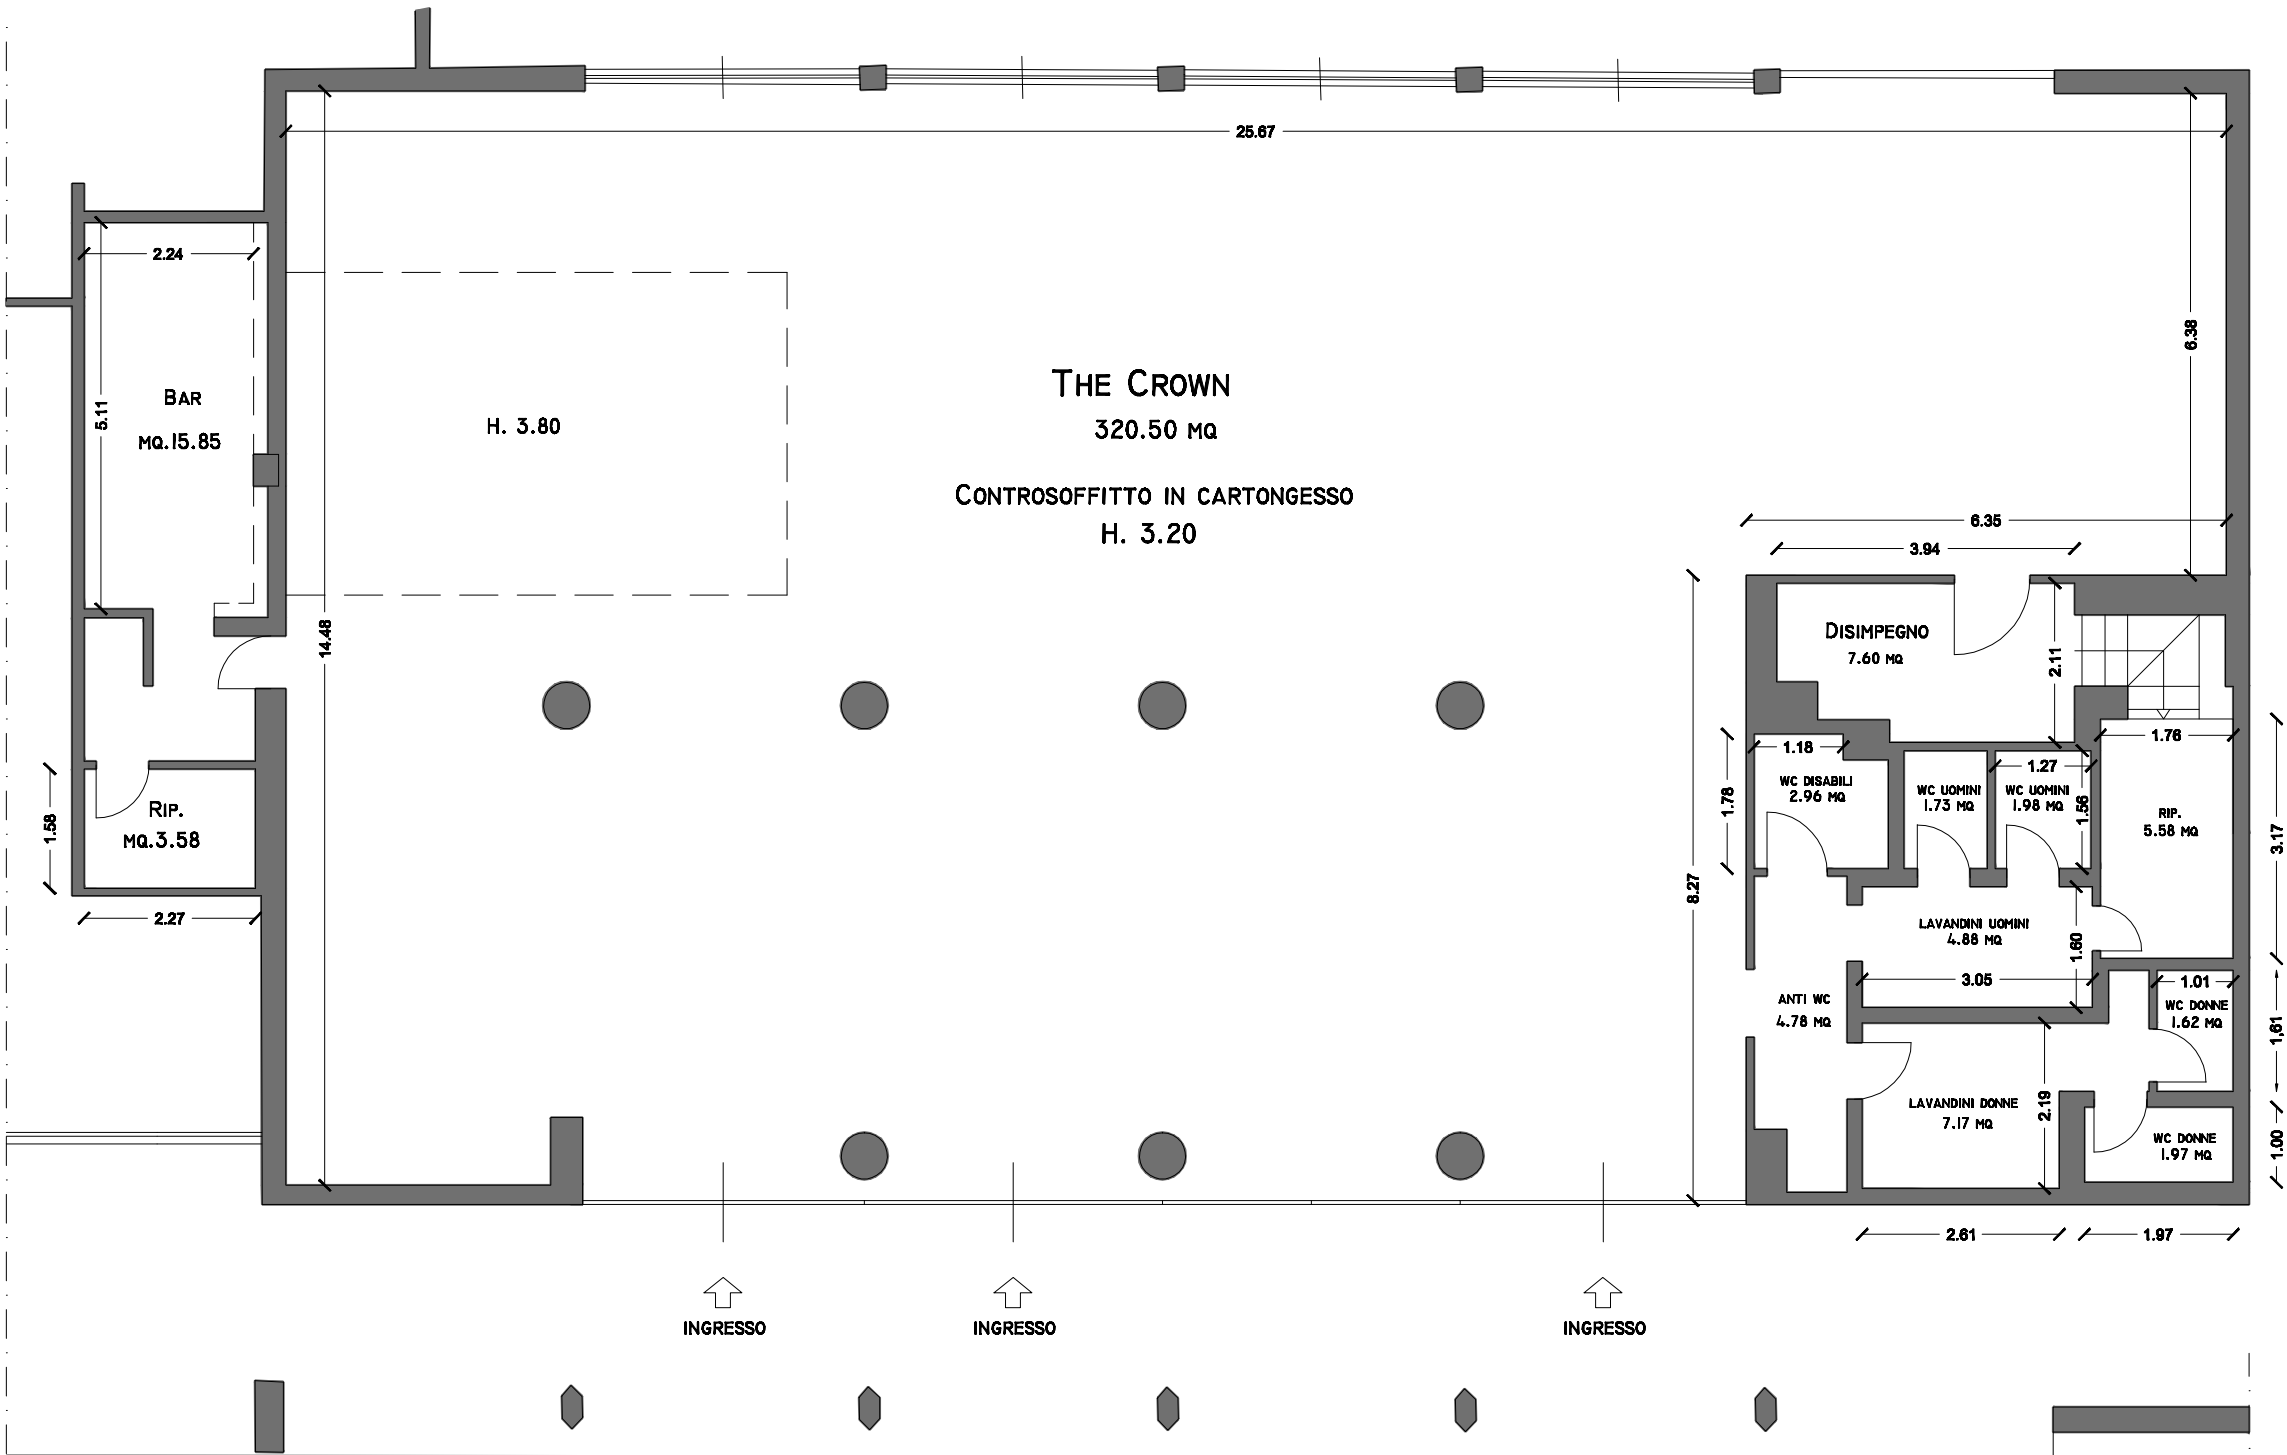 25.67
2.24
5.11
BAR
MQ.15.85
H. 3.80
THE CROWN
320.50 MQ
CONTROSOFFITTO IN CARTONGESSO
H. 3.20
6.38
6.35
3.94
14.48
DISIMPEGNO
7.60 MQ
2.11
8.27
1.18
1.78
WC DISABILI
2.96 MQ
WC UOMINI
1.73 MQ
1.27
WC UOMINI
1.98 MQ
1.56
1.76
RIP.
5.58 MQ
3.17
1.58
RIP.
MQ.3.58
2.27
LAVANDINI UOMINI
4.88 MQ
1.60
3.05
ANTI WC
4.78 MQ
1.01
WC DONNE
1.62 MQ
1,61
LAVANDINI DONNE
7.17 MQ
2.19
WC DONNE
1.97 MQ
1.00
2.61
1.97
INGRESSO
INGRESSO
INGRESSO